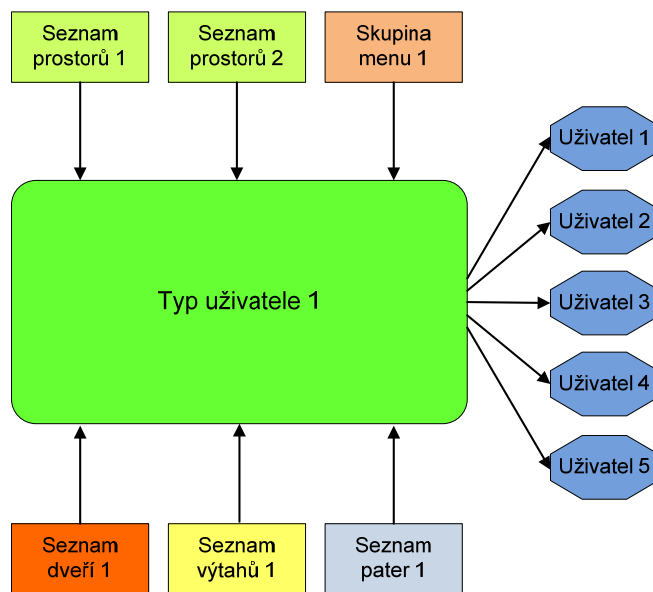 Seznam
prostorů 1
Seznam
prostorů 2
Skupina
menu 1
Uživatel 1
Uživatel 2
Typ uživatele 1
Uživatel 3
Uživatel 4
Uživatel 5
Seznam
dveří 1
Seznam
výtahů 1
Seznam
pater 1